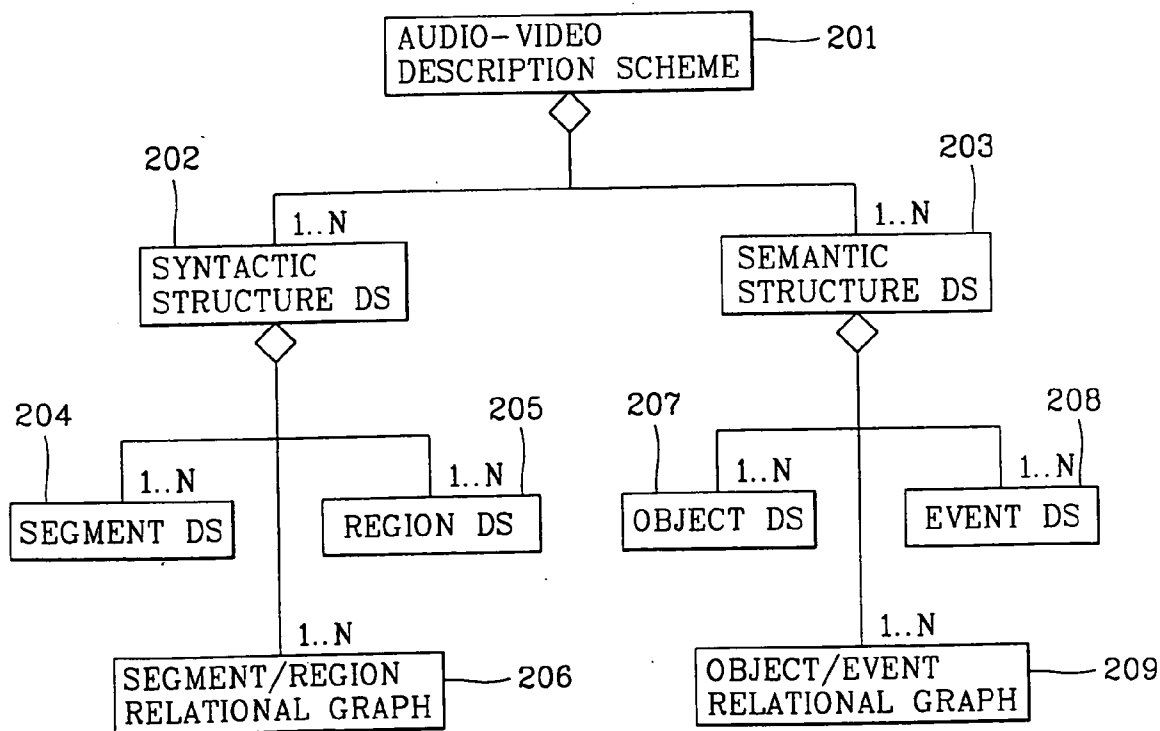 AUDIO-VIDEO
DESCRIPTION SCHEME
201
202
203
1..N
1..N
SYNTACTIC
STRUCTURE DS
SEMANTIC
STRUCTURE DS
204
205
207
208
1..N
1..N
1..N
1..N
SEGMENT DS
REGION DS
OBJECT DS
EVENT DS
1..N
1..N
SEGMENT/REGION
RELATIONAL GRAPH
206
OBJECT/EVENT
RELATIONAL GRAPH
209